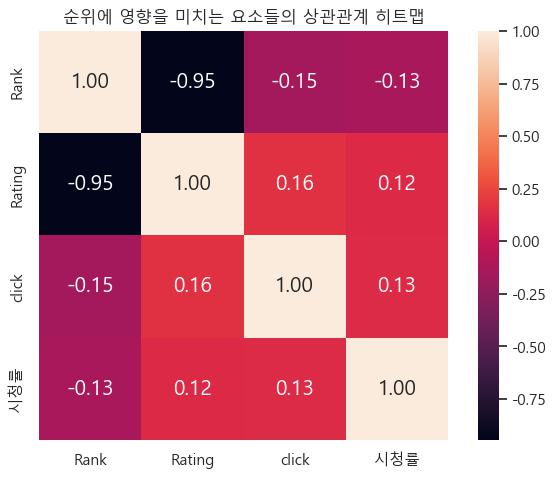 순위에 영향을 미치는 요소들의 상관관계 히트맵
Rank 1.00 -0.95 -0.15 -0.13
Rating -0.95 1.00 0.16 0.12
click -0.15 0.16 1.00 0.13
시청률 -0.13 0.12 0.13 1.00
Rank Rating click 시청률
1.00
0.75
0.50
0.25
0.00
-0.25
-0.50
-0.75